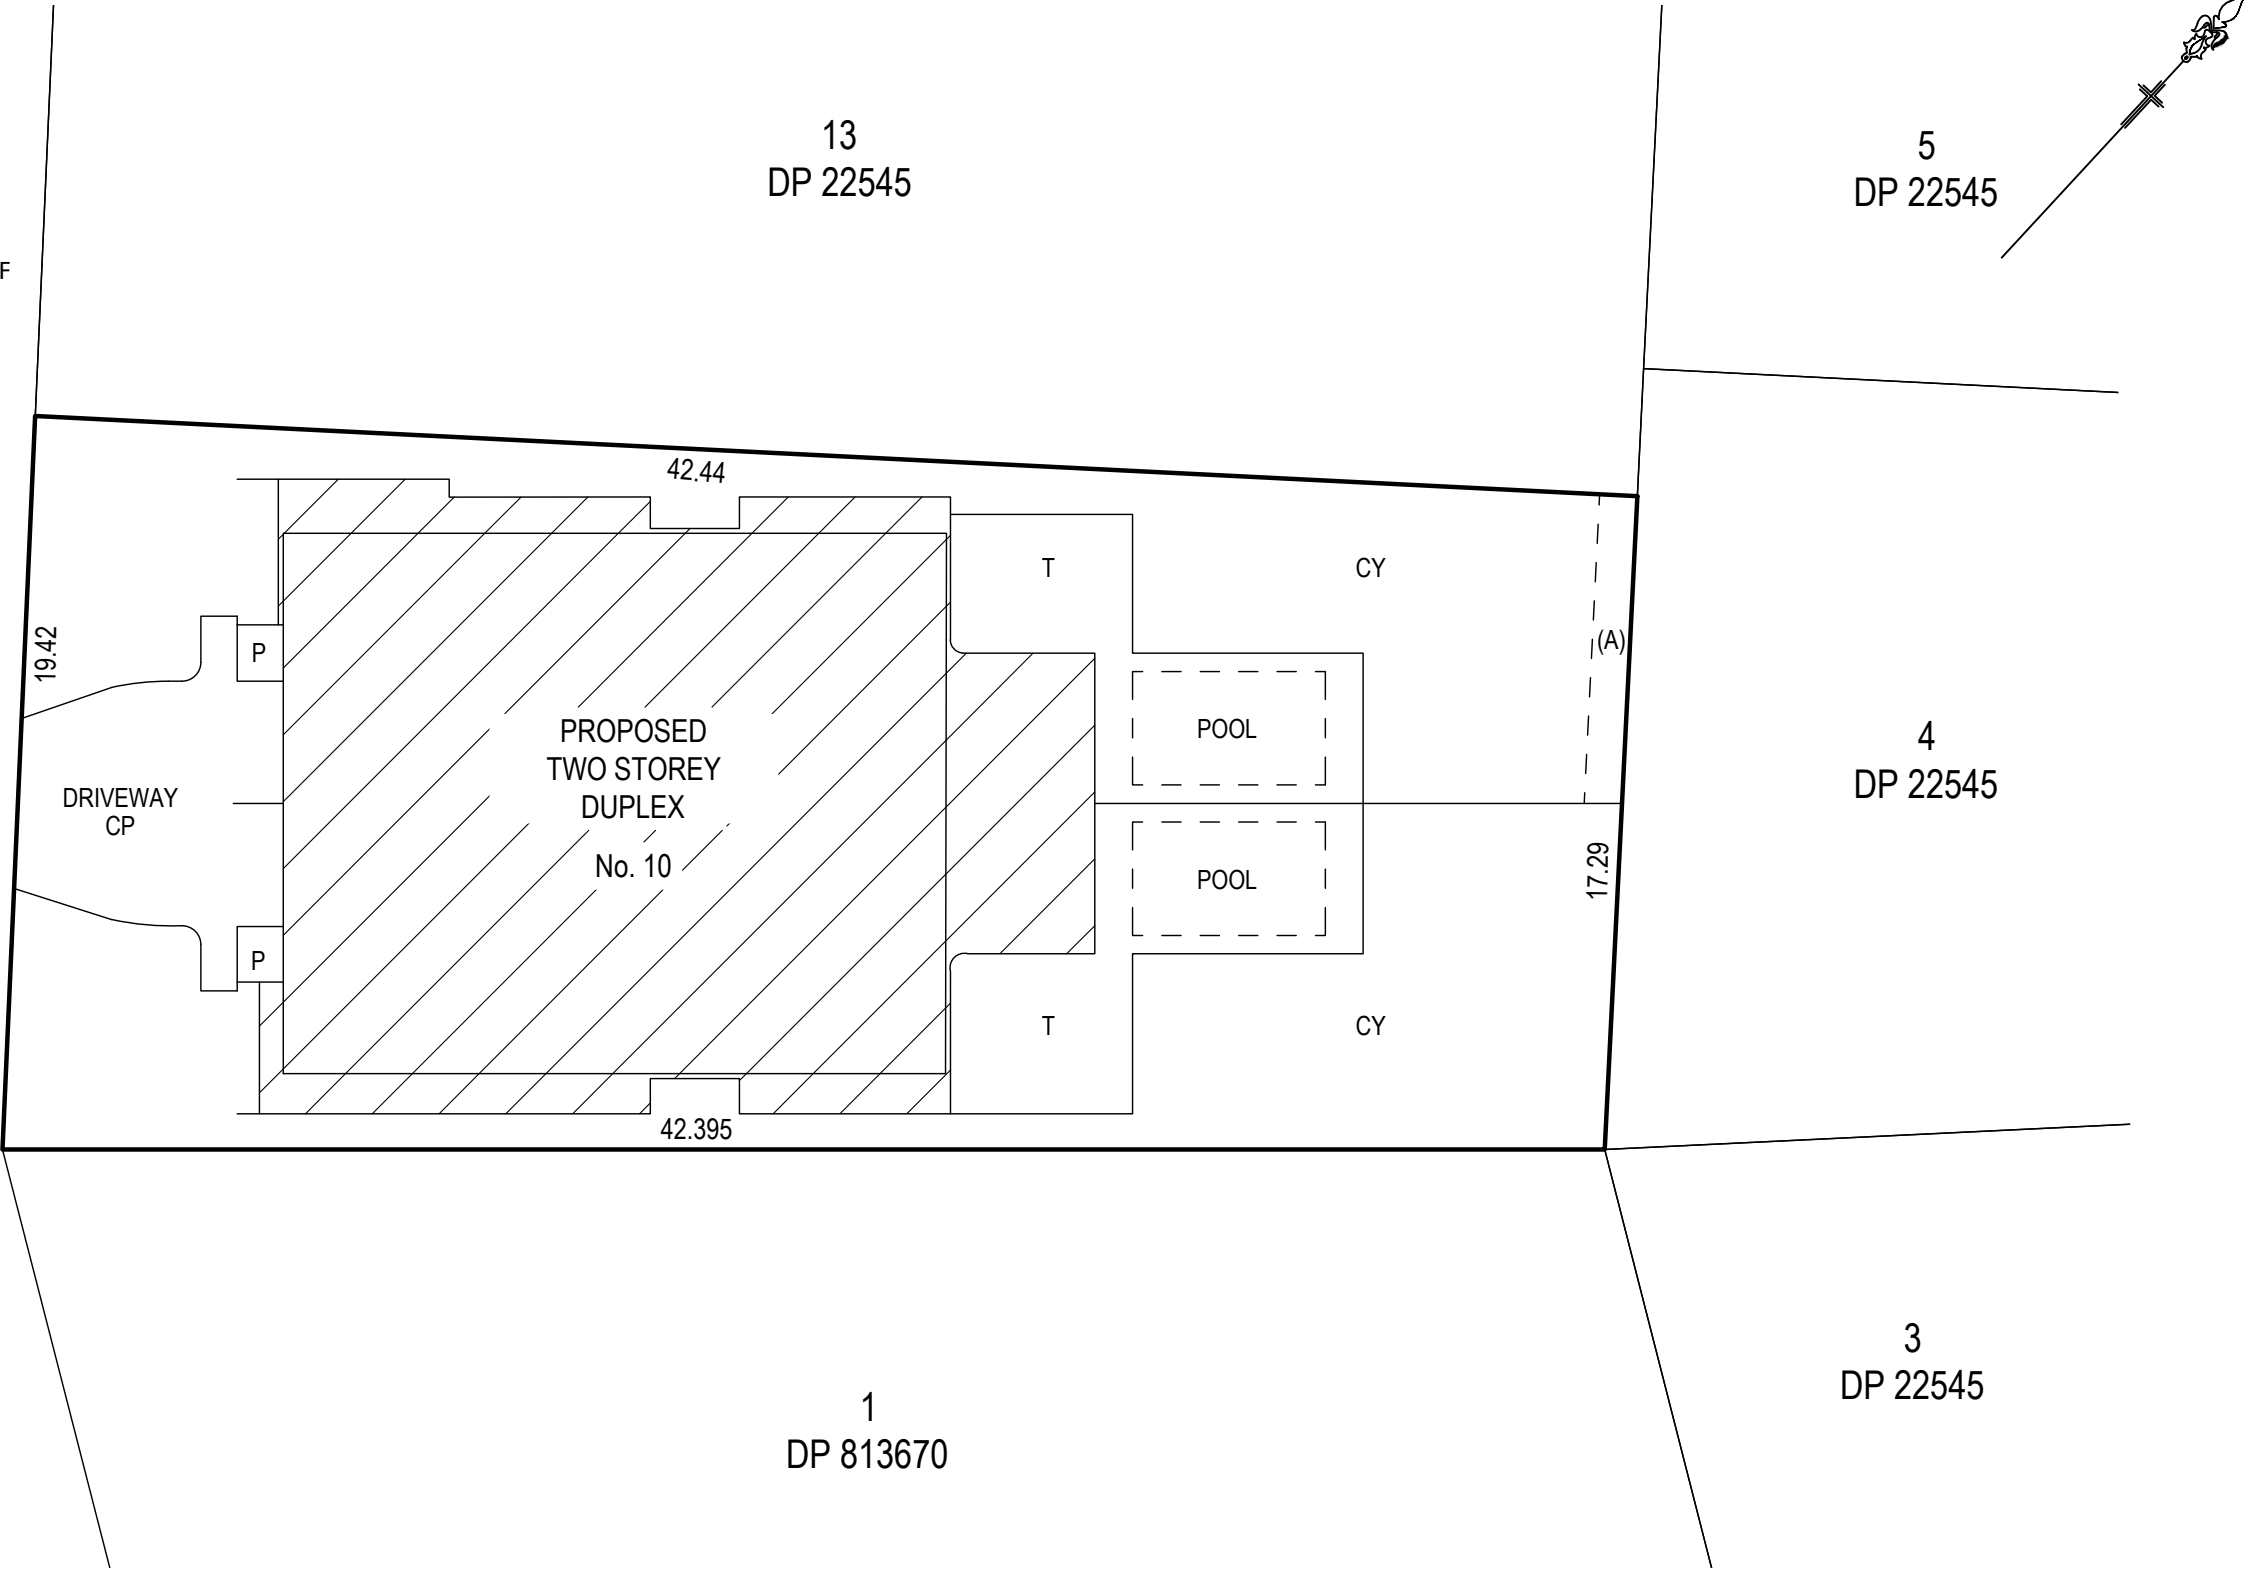 13
DP 22545
5
DP 22545
F
42.44
T
CY
19.42
P
(A)
PROPOSED
TWO STOREY
DUPLEX
No. 10
POOL
4
DP 22545
DRIVEWAY
CP
POOL
17.29
P
T
CY
42.395
3
DP 22545
1
DP 813670